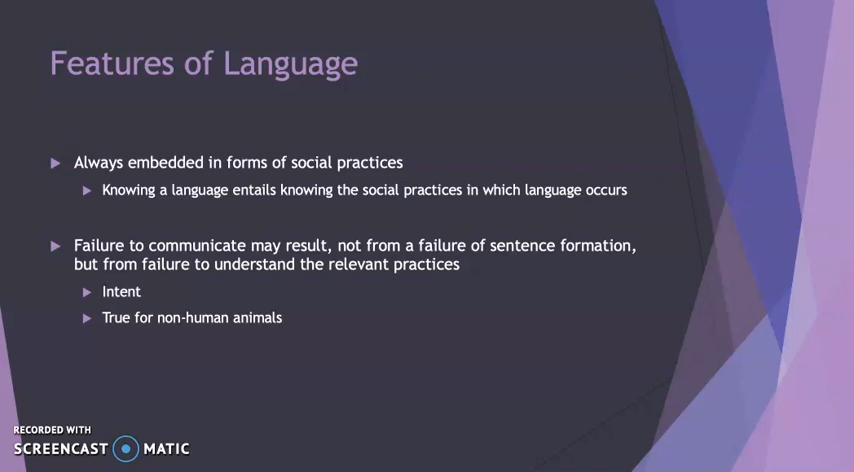 Features of Language
Always embedded in forms of social practices
Knowing a language entails knowing the social practices in which language occurs
Failure to communicate may result, not from a failure of sentence formation,
but from failure to understand the relevant practices
Intent
True for non-human animals
RECORDED WITH
SCREENCAST MATIC